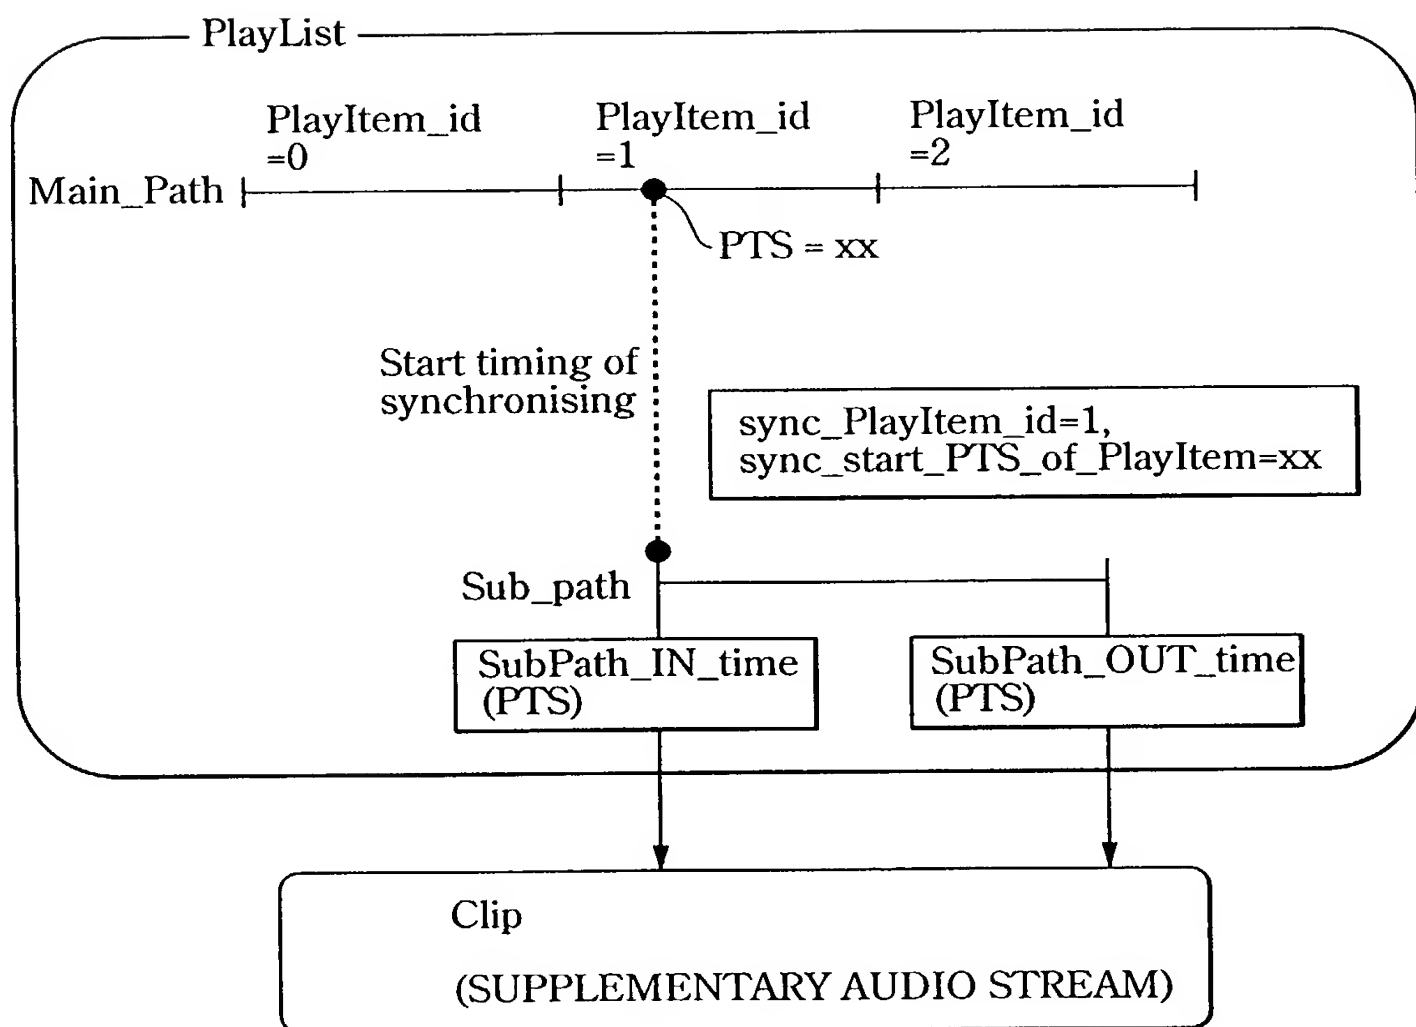 PlayList
PlayItem_id
=0
PlayItem_id
=1
PlayItem_id
=2
Main_Path
PTS = xx
Start timing of
synchronising
sync_PlayItem_id=1,
sync_start_PTS_of_PlayItem=xx
Sub_path
SubPath_IN_time
(PTS)
SubPath_OUT_time
(PTS)
Clip
(SUPPLEMENTARY AUDIO STREAM)